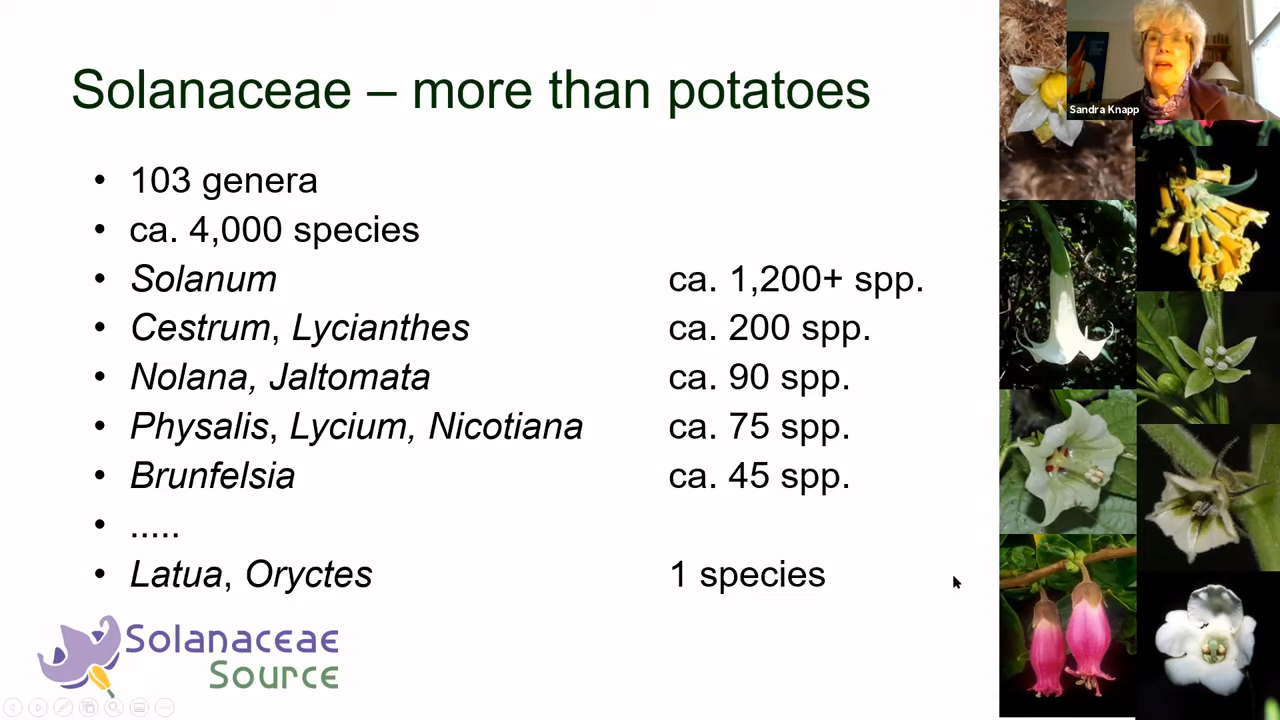 Solanaceae – more than potatoes
Sandra Knapp
• 103 genera
• ca. 4,000 species
• Solanum ca. 1,200+ spp.
• Cestrum, Lycianthes ca. 200 spp.
• Nolana, Jaltomata ca. 90 spp.
• Physalis, Lycium, Nicotiana ca. 75 spp.
• Brunfelsia ca. 45 spp.
• .....
• Latua, Oryctes 1 species
Solanaceae
Source